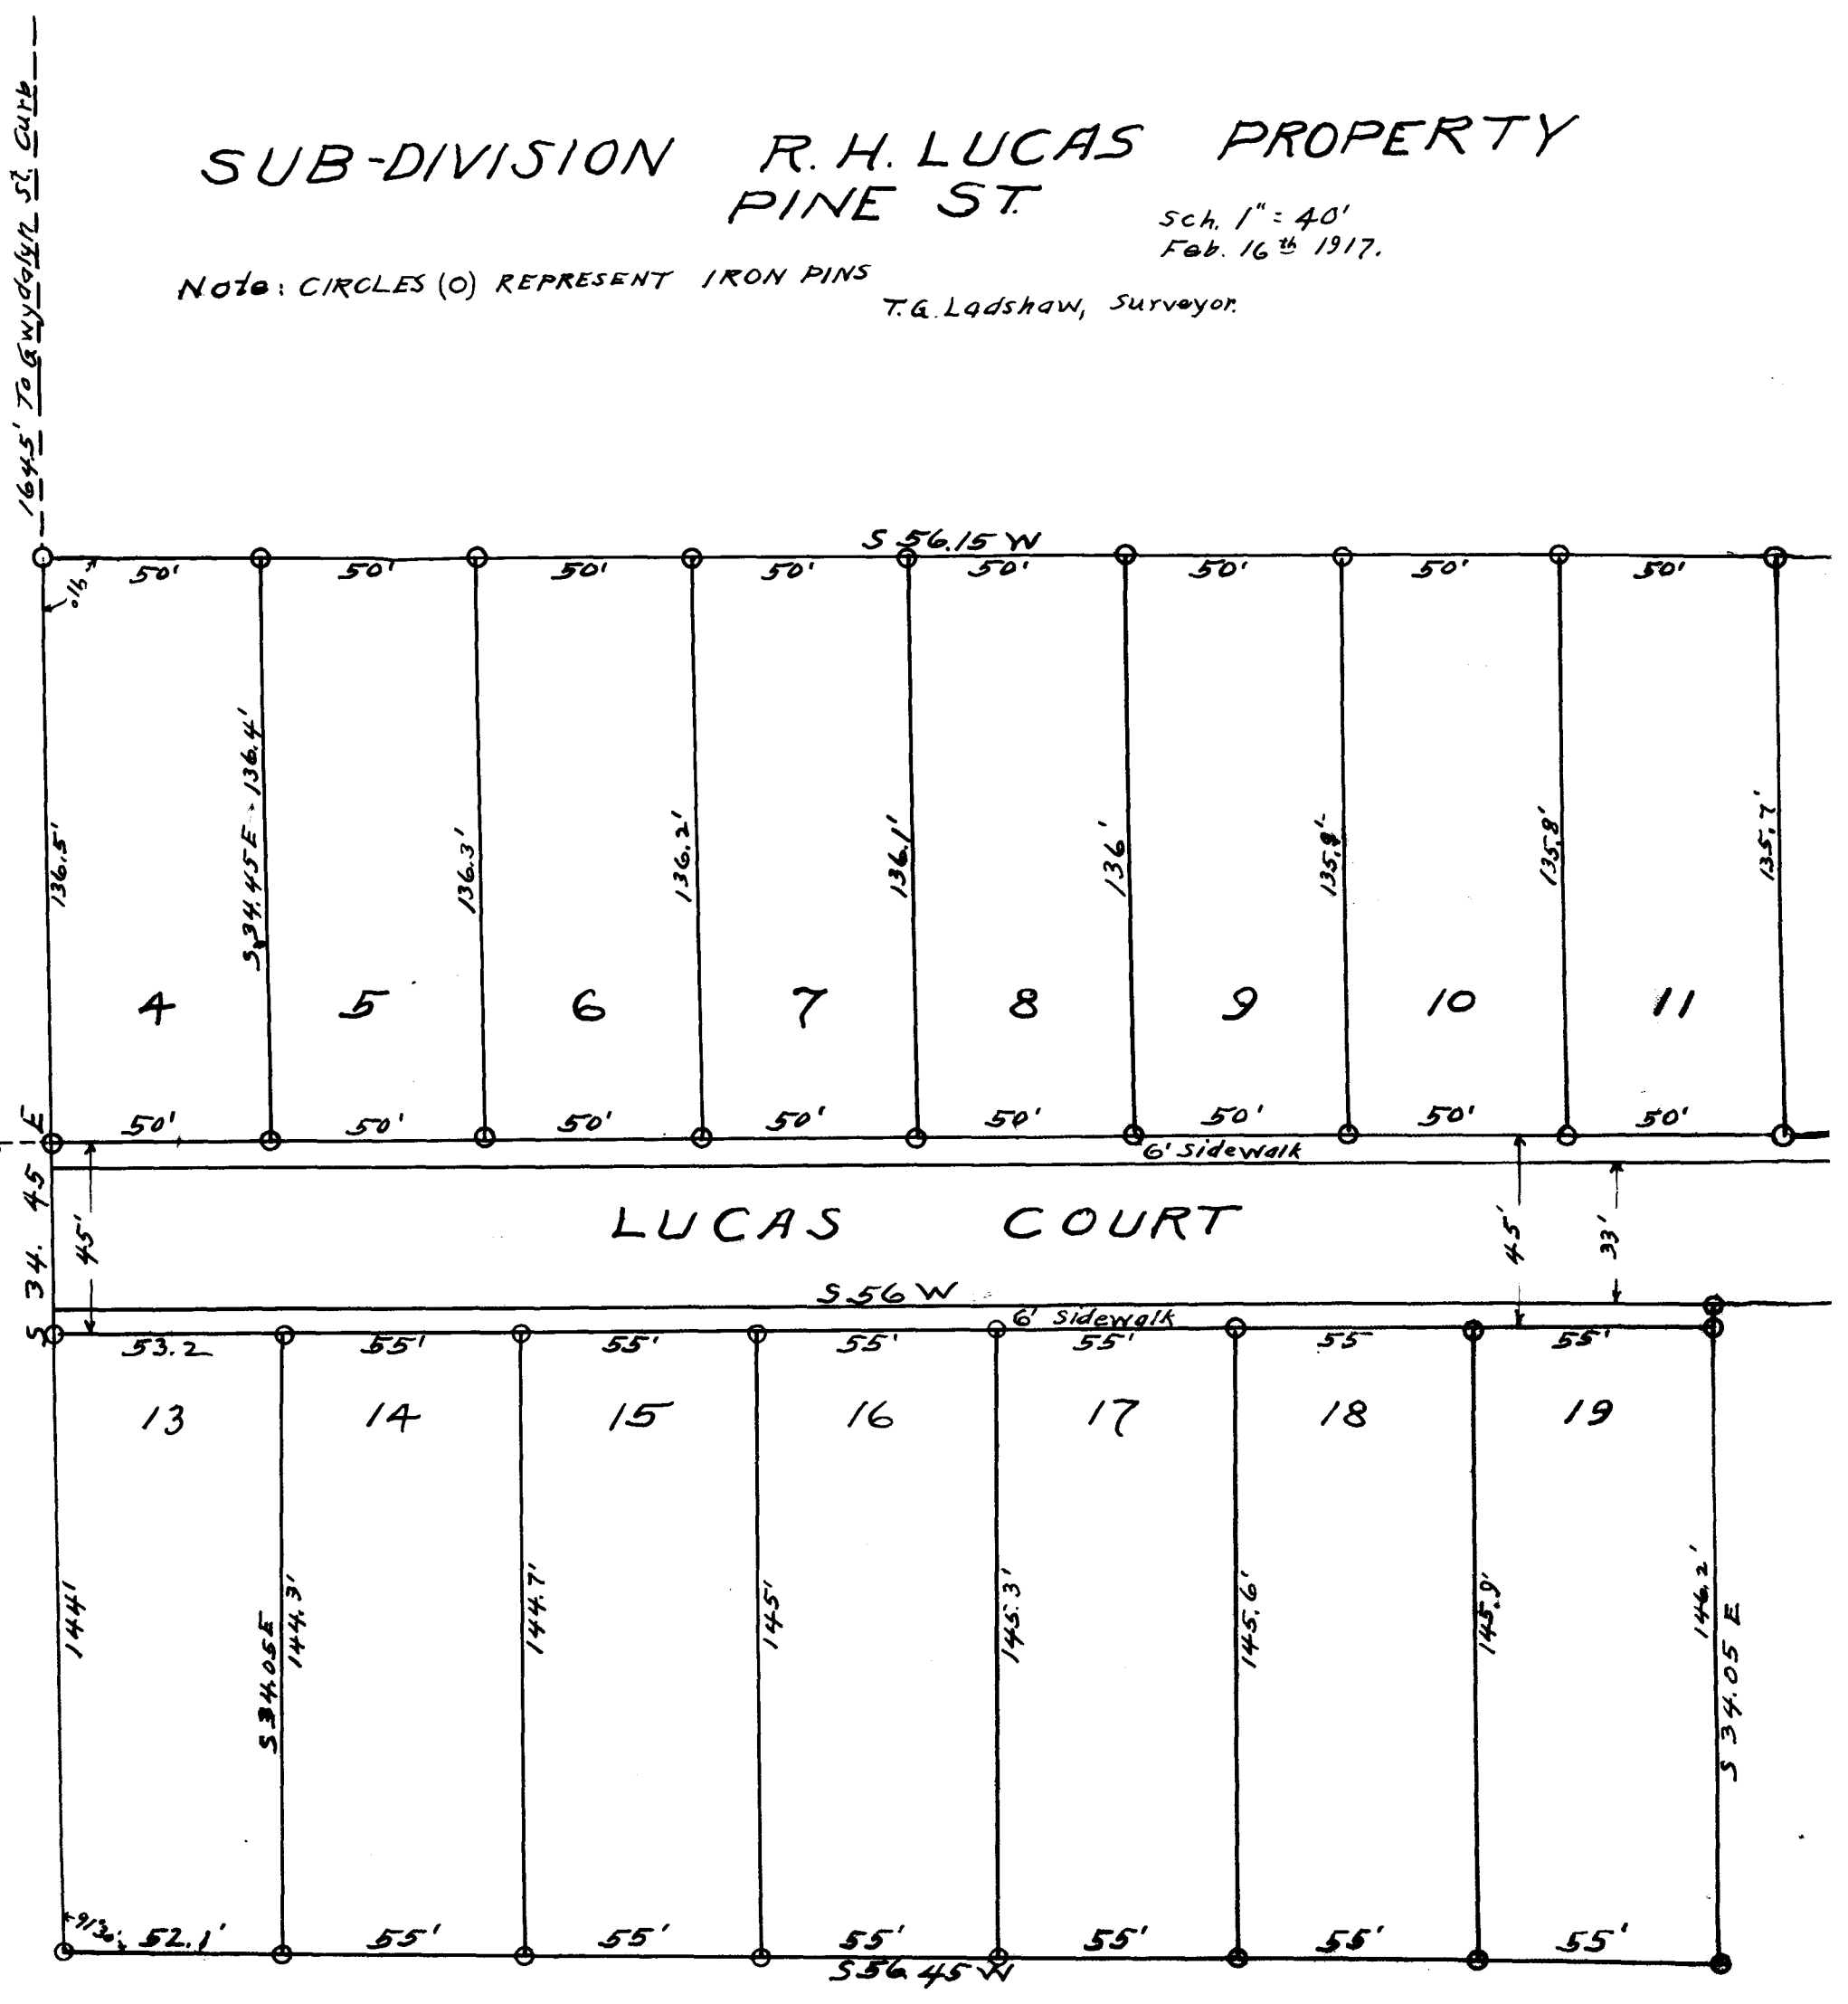 SUB-DIVISION R.H. LUCAS PROPERTY
PINE ST.
Sch. 1" = 40'
Feb. 16th 1917.
Note: CIRCLES (O) REPRESENT IRON PINS
T.G. Ladshaw, Surveyor.
To Gwydalyn St. Curb
S 56.15 W
50' 50' 50' 50' 50' 50' 50' 50'
136.5' S 34.45 E - 136.4' 136.3' 136.2' 136.1' 136' 135.9' 135.8' 135.7'
4 5 6 7 8 9 10 11
50' 50' 50' 50' 50' 50' 50' 50'
6' Sidewalk
S 34. 45 E
45' LUCAS COURT 45' 33'
S 56 W
6' Sidewalk
53.2 55' 55' 55' 55' 55 55'
13 14 15 16 17 18 19
144' S 34.05 E 144.3' 144.7' 145' 145.3' 145.6' 145.9' 146.2' S 34.05 E
52.1' 55' 55' 55' 55' 55' 55'
S 56 45 W